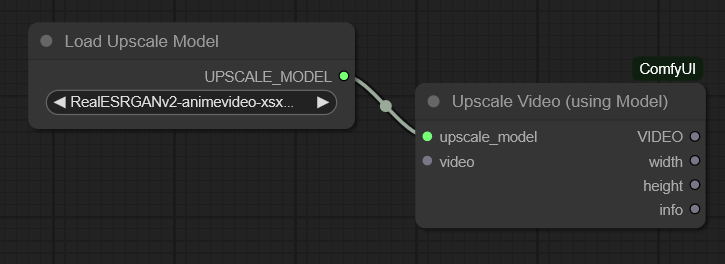 Load Upscale Model
UPSCALE_MODEL
RealESRGANv2-animevideo-xsx...
ComfyUI
Upscale Video (using Model)
upscale_model VIDEO
video width
height
info